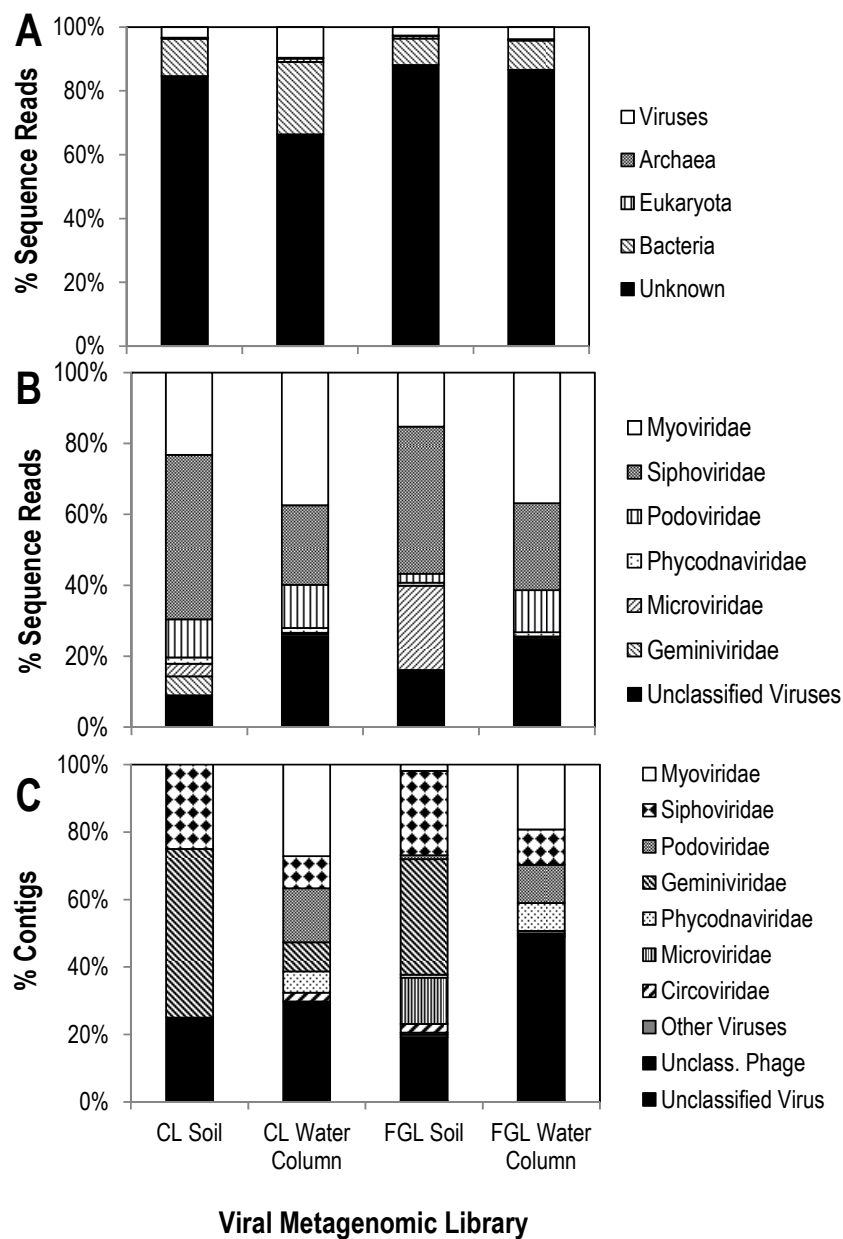 A
% Sequence Reads
100%
80%
60%
40%
20%
0%
Viruses
Archaea
Eukaryota
Bacteria
Unknown
B
% Sequence Reads
100%
80%
60%
40%
20%
0%
Myoviridae
Siphoviridae
Podoviridae
Phycodnaviridae
Microviridae
Geminiviridae
Unclassified Viruses
C
% Contigs
100%
80%
60%
40%
20%
0%
Myoviridae
Siphoviridae
Podoviridae
Geminiviridae
Phycodnaviridae
Microviridae
Circoviridae
Other Viruses
Unclass. Phage
Unclassified Virus
CL Soil
CL Water
Column
FGL Soil
FGL Water
Column
Viral Metagenomic Library